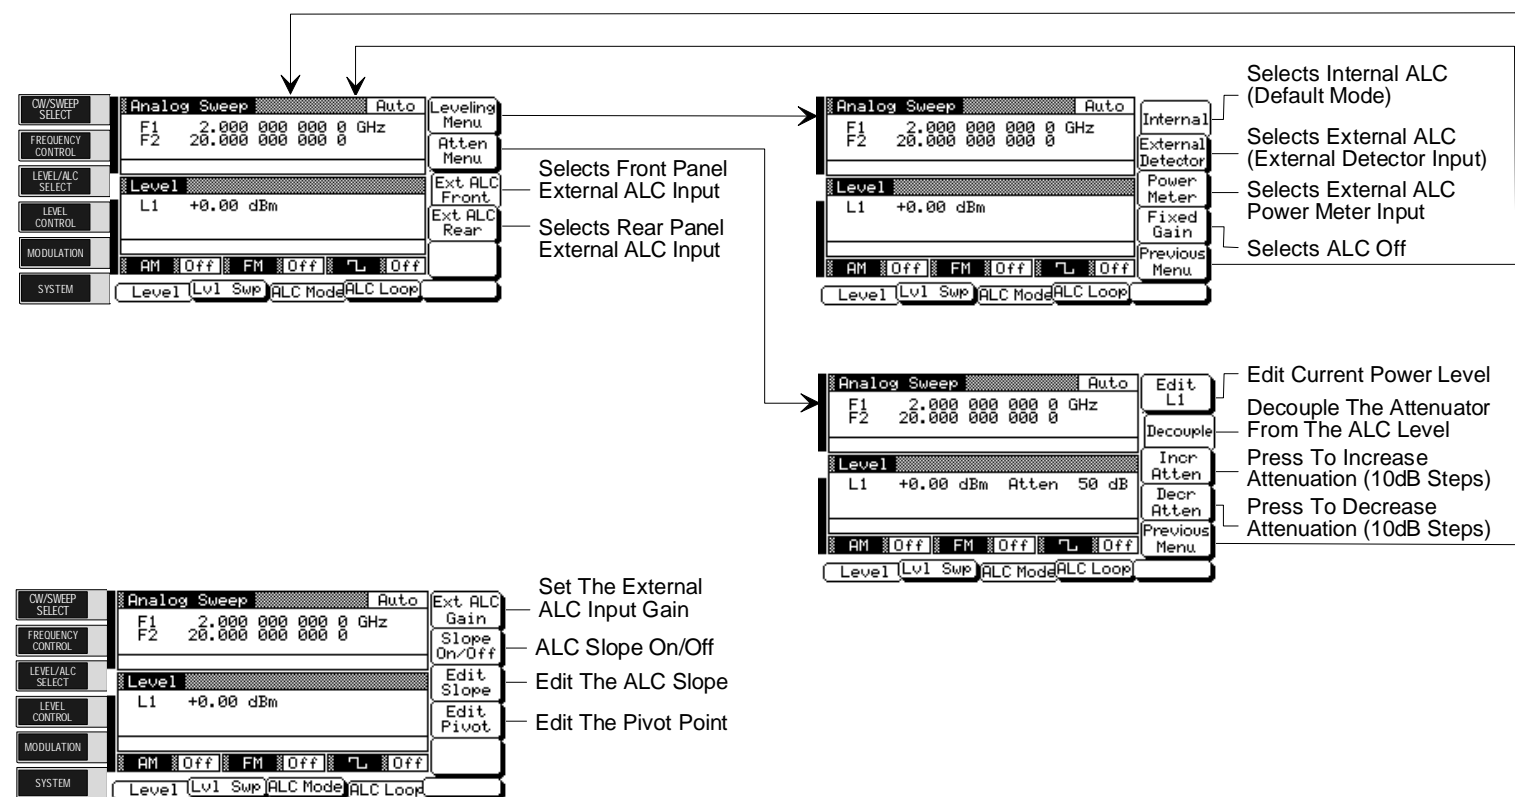 CW/SWEEP
SELECT
FREQUENCY
CONTROL
LEVEL/ALC
SELECT
LEVEL
CONTROL
MODULATION
SYSTEM
Analog Sweep Auto
F1 2.000 000 000 0 GHz
F2 20.000 000 000 0
Level
L1 +0.00 dBm
AM Off FM Off Off
Level Lvl Swp ALC Mode ALC Loop
Leveling
Menu
Atten
Menu
Ext ALC
Front
Ext ALC
Rear
Selects Front Panel
External ALC Input
Selects Rear Panel
External ALC Input
Analog Sweep Auto
F1 2.000 000 000 0 GHz
F2 20.000 000 000 0
Level
L1 +0.00 dBm
AM Off FM Off Off
Level Lvl Swp ALC Mode ALC Loop
Internal
External
Detector
Power
Meter
Fixed
Gain
Previous
Menu
Selects Internal ALC
(Default Mode)
Selects External ALC
(External Detector Input)
Selects External ALC
Power Meter Input
Selects ALC Off
Analog Sweep Auto
F1 2.000 000 000 0 GHz
F2 20.000 000 000 0
Level
L1 +0.00 dBm Atten 50 dB
AM Off FM Off Off
Level Lvl Swp ALC Mode ALC Loop
Edit
L1
Decouple
Incr
Atten
Decr
Atten
Previous
Menu
Edit Current Power Level
Decouple The Attenuator
From The ALC Level
Press To Increase
Attenuation (10dB Steps)
Press To Decrease
Attenuation (10dB Steps)
CW/SWEEP
SELECT
FREQUENCY
CONTROL
LEVEL/ALC
SELECT
LEVEL
CONTROL
MODULATION
SYSTEM
Analog Sweep Auto
F1 2.000 000 000 0 GHz
F2 20.000 000 000 0
Level
L1 +0.00 dBm
AM Off FM Off Off
Level Lvl Swp ALC Mode ALC Loop
Ext ALC
Gain
Slope
On/Off
Edit
Slope
Edit
Pivot
Set The External
ALC Input Gain
ALC Slope On/Off
Edit The ALC Slope
Edit The Pivot Point